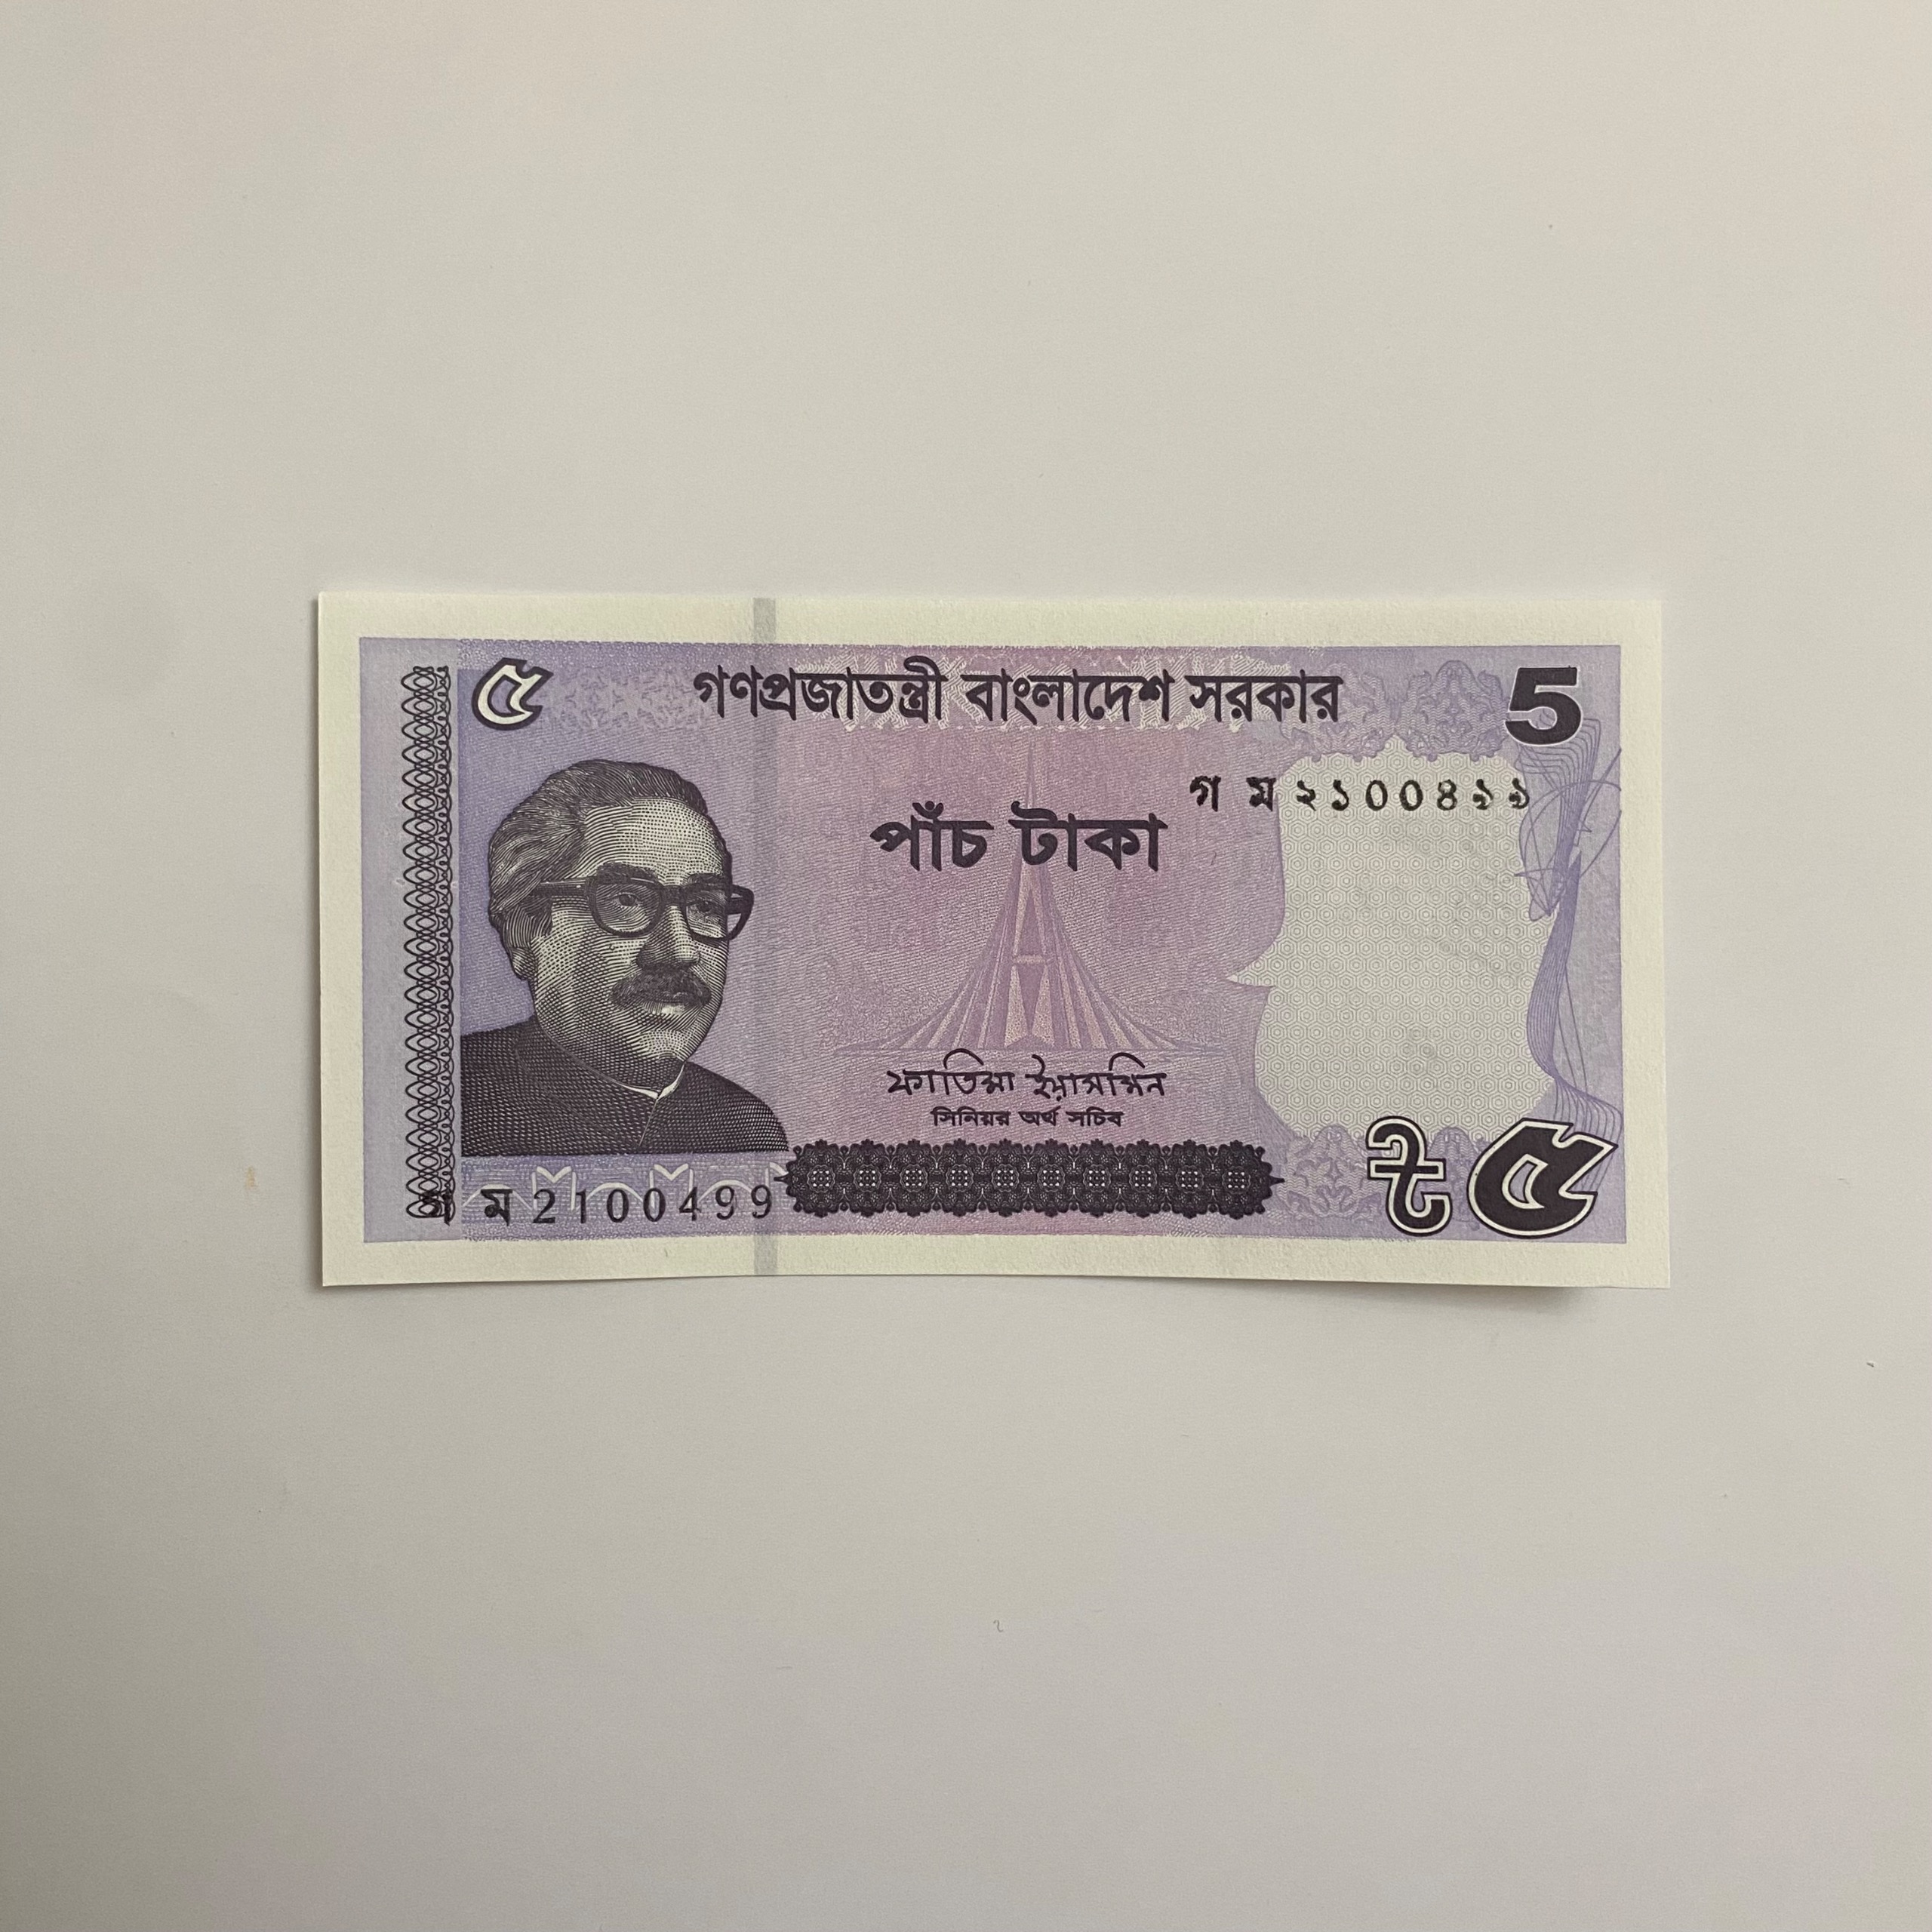 ৫ গণপ্রজাতন্ত্রী বাংলাদেশ সরকার 5
গ ম ২১০০৪৯৯
পাঁচ টাকা
ফাতিমা ইয়াসমিন
সিনিয়র অর্থ সচিব
গ ম 2100499
৳ ৫